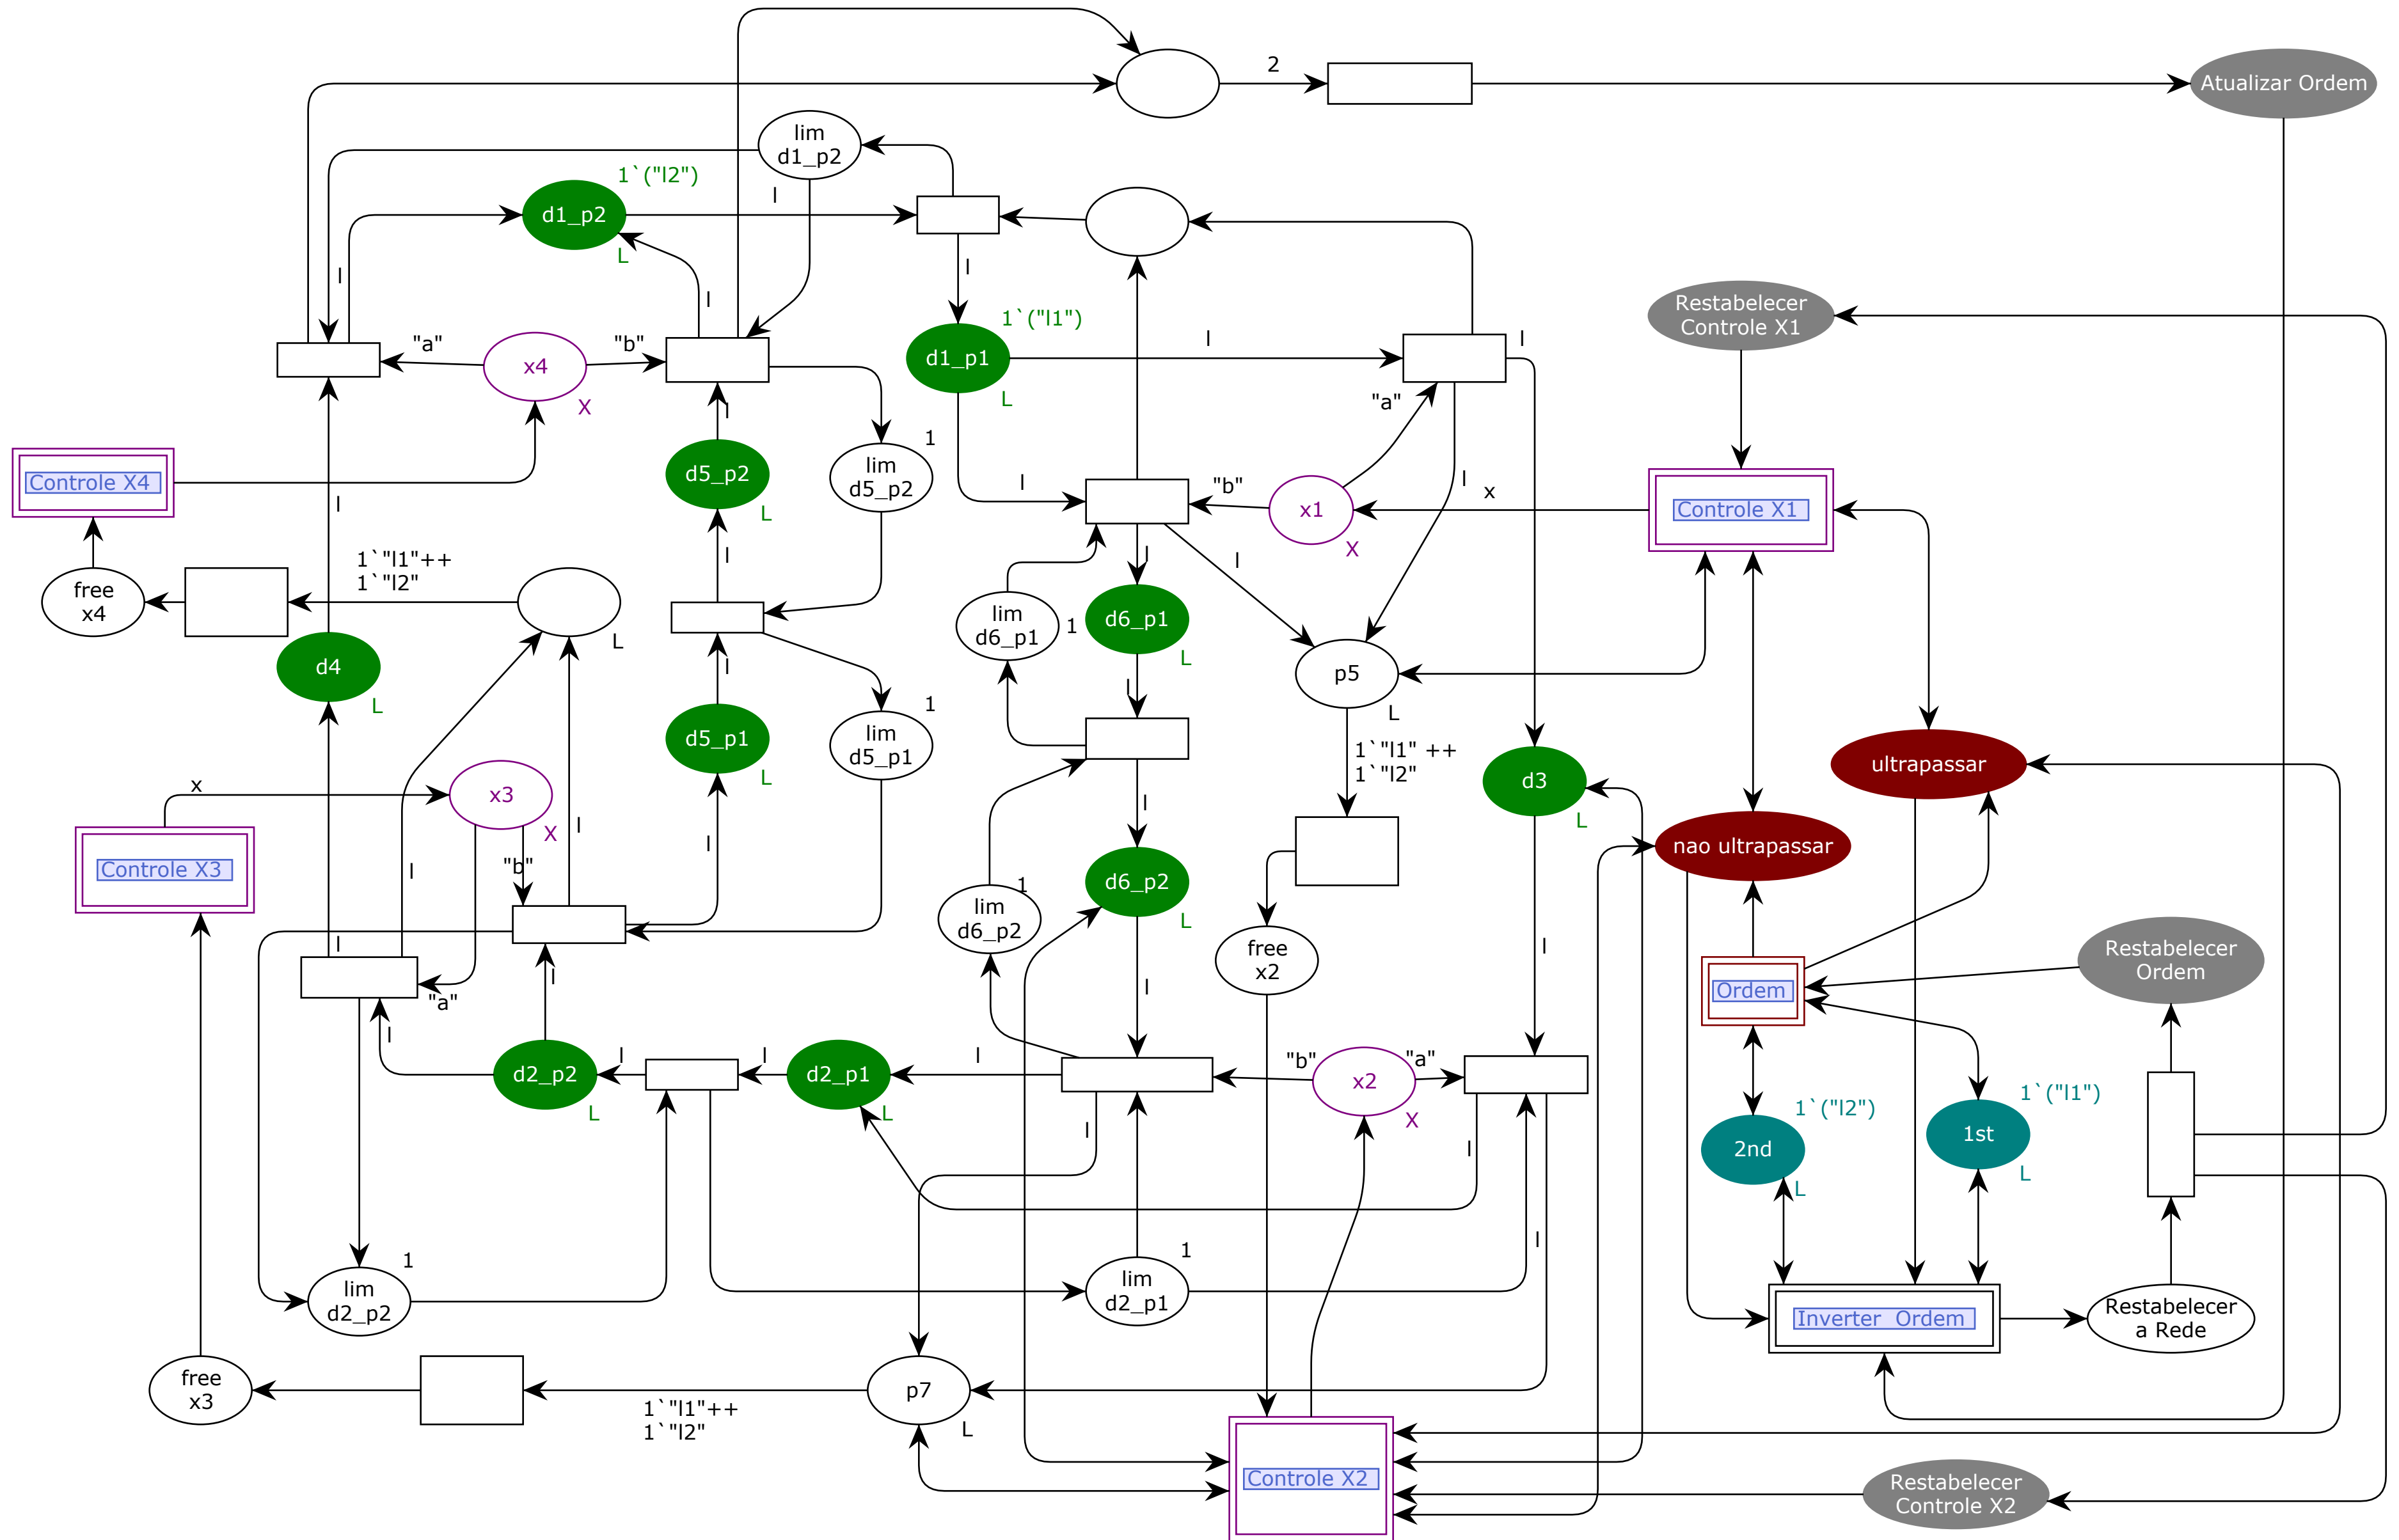 2
Atualizar Ordem
lim
d1_p2
1`("l2")
l
d1_p2
L
l
l
l
1`("l1")
d1_p1
L
l
l
Restabelecer
Controle X1
"a"
x4
"b"
X
l
"a"
Controle X4
d5_p2
L
1
lim
d5_p2
l
"b"
x1
X
x
l
Controle X1
l
l
l
l
1`"l1"++
1`"l2"
free
x4
L
lim
d6_p1
1
d6_p1
L
d4
L
l
lim
d5_p1
1
d5_p1
L
l
p5
L
1`"l1" ++
1`"l2"
x
x3
X
"b"
l
l
l
d3
L
ultrapassar
nao ultrapassar
Controle X3
l
1
lim
d6_p2
d6_p2
L
free
x2
l
l
l
"a"
l
l
Ordem
Restabelecer
Ordem
d2_p2
L
l
l
d2_p1
L
l
"b"
x2
X
"a"
1`("l2")
1`("l1")
2nd
L
1st
L
l
l
l
1
lim
d2_p2
1
lim
d2_p1
Inverter  Ordem
Restabelecer
a Rede
free
x3
1`"l1"++
1`"l2"
p7
L
Controle X2
Restabelecer
Controle X2